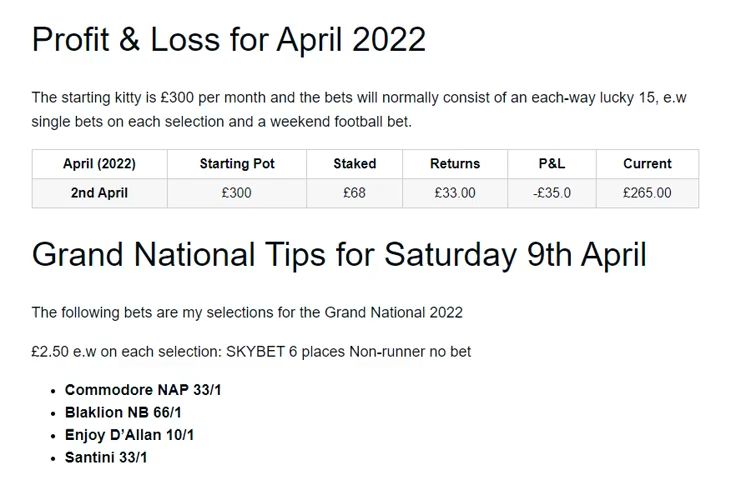 Profit & Loss for April 2022
The starting kitty is £300 per month and the bets will normally consist of an each-way lucky 15, e.w
single bets on each selection and a weekend football bet.
April (2022) Starting Pot Staked Returns P&L Current
2nd April £300 £68 £33.00 -£35.0 £265.00
Grand National Tips for Saturday 9th April
The following bets are my selections for the Grand National 2022
£2.50 e.w on each selection: SKYBET 6 places Non-runner no bet
• Commodore NAP 33/1
• Blaklion NB 66/1
• Enjoy D’Allan 10/1
• Santini 33/1